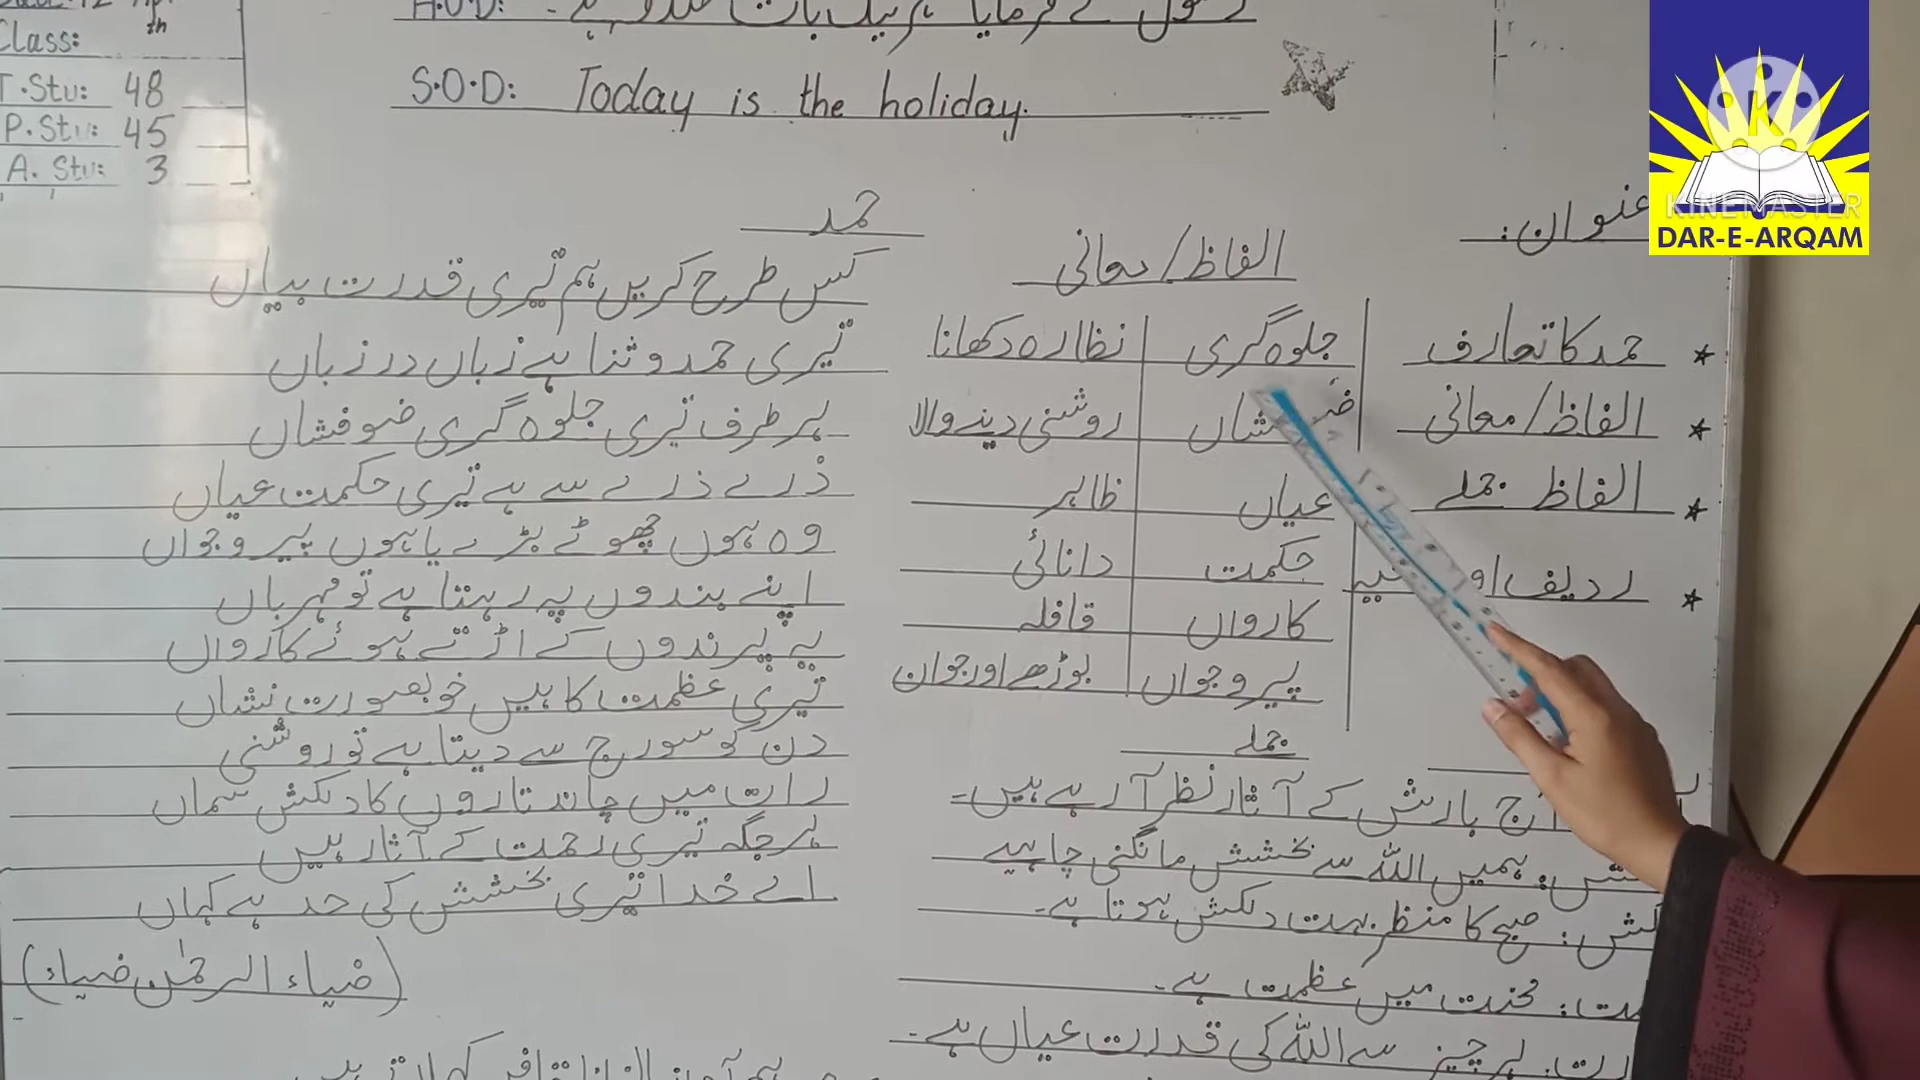 Class:
th
T.Stu: 48
P.Stu: 45
A. Stu: 3
H.O.D:
S.O.D: Today is the holiday.
KINEMASTER
DAR-E-ARQAM
عنوان:
حمد کا تعارف
الفاظ/معانی
الفاظ جملے
ردیف
الفاظ/معانی
جلوہ گری نظارہ دکھانا
روشنی دینے والا
عیاں ظاہر
حکمت دانائی
کارواں قافلہ
پیر و جواں بوڑھے اور جوان
جملے
آج بارش کے آثار نظر آ رہے ہیں۔
ہمیں اللہ سے بخشش مانگنی چاہیے
صبح کا منظر بہت دلکش ہوتا ہے۔
محنت میں عظمت ہے۔
ہر چیز سے اللہ کی قدرت عیاں ہے۔
حمد
کس طرح کریں ہم تیری قدرت بیاں
تیری حمد و ثنا ہے زباں در زباں
ہر طرف تیری جلوہ گری ضوفشاں
ذرے ذرے سے ہے تیری حکمت عیاں
وہ ہوں چھوٹے بڑے یا ہوں پیر و جواں
اپنے بندوں پہ رہتا ہے تو مہرباں
یہ پرندوں کے اڑتے ہوئے کارواں
تیری عظمت کا ہیں خوبصورت نشاں
دن کو سورج سے دیتا ہے تو روشنی
رات میں چاند تاروں کا دلکش سماں
ہر جگہ تیری رحمت کے آثار ہیں
اے خدا تیری بخشش کی حد ہے کہاں
(ضیاء الرحمٰن ضیاء)